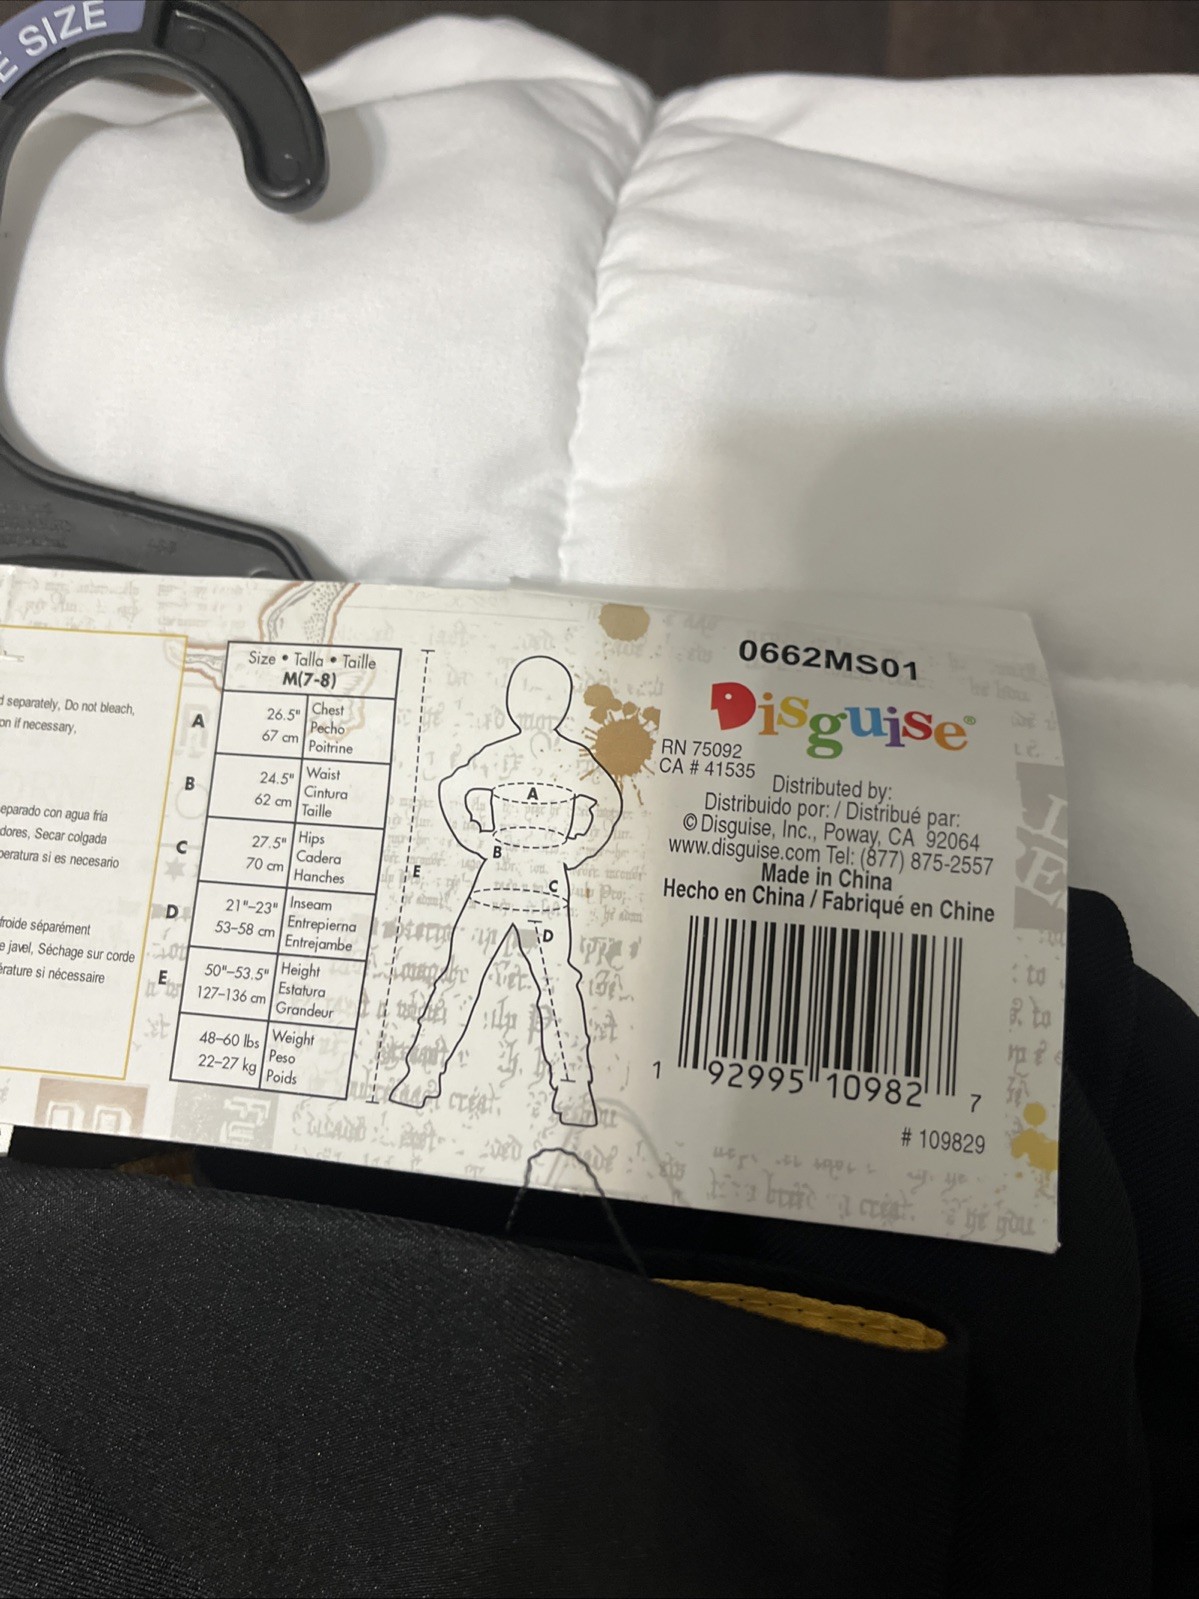 E SIZE
separately, Do not bleach,
on if necessary,
eparado con agua fría
dores, Secar colgada
peratura si es necesario
froide séparément
e javel, Séchage sur corde
érature si nécessaire
Size • Talla • Taille
M(7-8)
A
26.5" Chest
67 cm Pecho
Poitrine
B
24.5" Waist
62 cm Cintura
Taille
C
27.5" Hips
70 cm Cadera
Hanches
D
21"–23" Inseam
53–58 cm Entrepierna
Entrejambe
E
50"–53.5" Height
127–136 cm Estatura
Grandeur
48–60 lbs Weight
22–27 kg Peso
Poids
A
B
C
D
E
0662MS01
Disguise®
RN 75092
CA # 41535
Distributed by:
Distribuido por: / Distribué par:
© Disguise, Inc., Poway, CA 92064
www.disguise.com Tel: (877) 875-2557
Made in China
Hecho en China / Fabriqué en Chine
1 92995 10982 7
# 109829